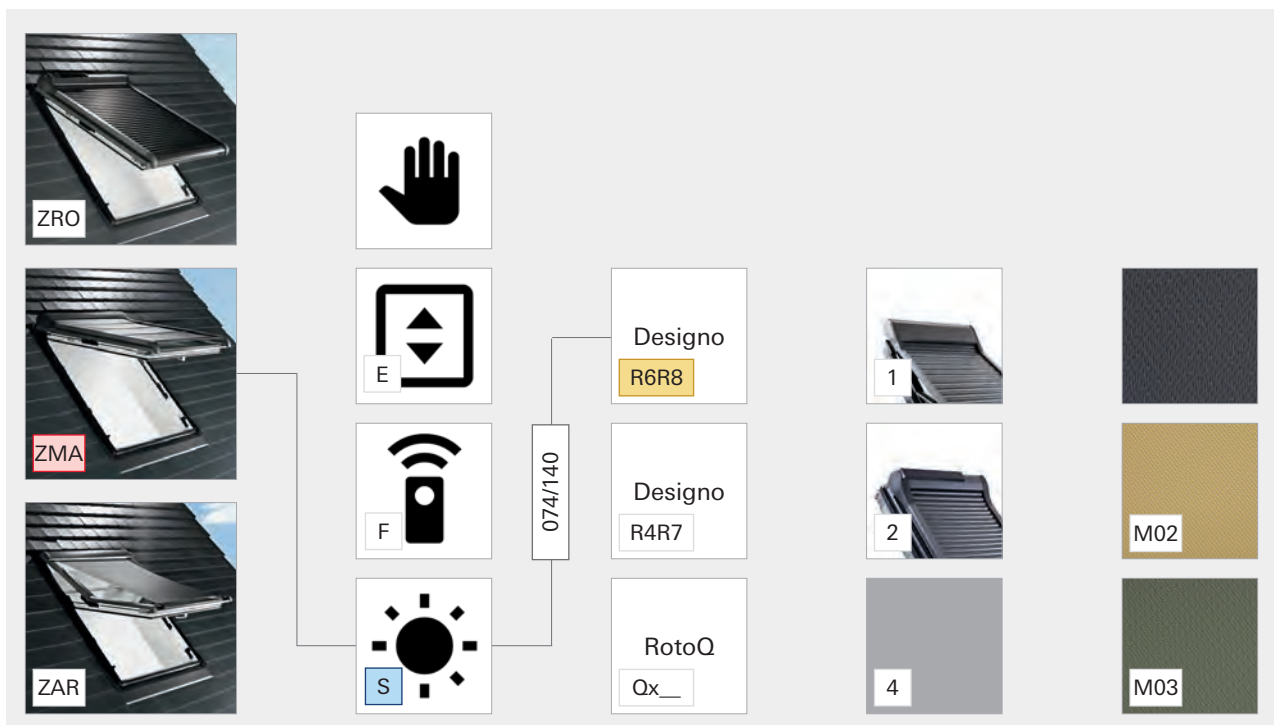 ZRO
ZMA
ZAR
E
F
S
074/140
Designo
R6R8
Designo
R4R7
RotoQ
Qx__
1
2
4
M02
M03